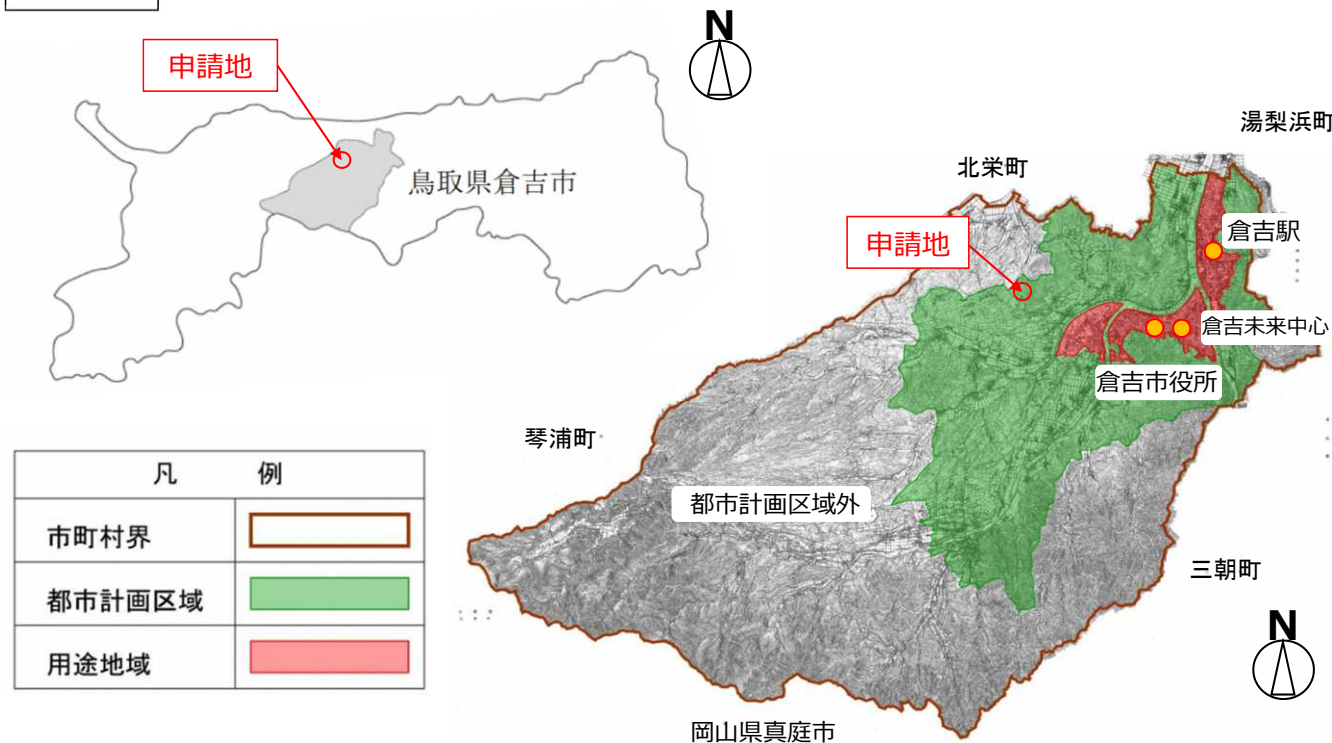 申請地
N
鳥取県倉吉市
湯梨浜町
北栄町
倉吉駅
申請地
倉吉未来中心
倉吉市役所
琴浦町
都市計画区域外
三朝町
N
岡山県真庭市
凡 例
市町村界
都市計画区域
用途地域